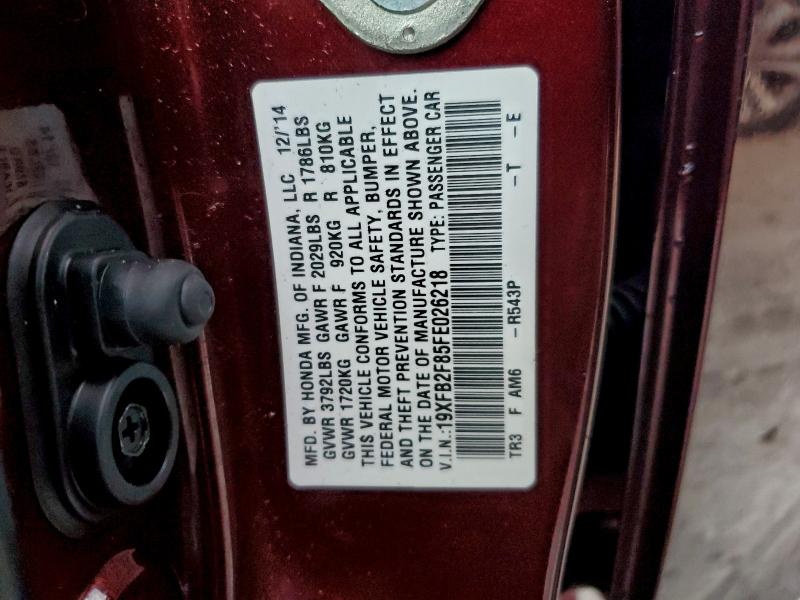 MFD. BY HONDA MFG. OF INDIANA, LLC 12/'14
GVWR 3792LBS GAWR F 2029LBS R 1786LBS
GVWR 1720KG GAWR F 920KG R 810KG
THIS VEHICLE CONFORMS TO ALL APPLICABLE
FEDERAL MOTOR VEHICLE SAFETY, BUMPER,
AND THEFT PREVENTION STANDARDS IN EFFECT
ON THE DATE OF MANUFACTURE SHOWN ABOVE.
V.I.N.:19XFB2F85FE026218 TYPE: PASSENGER CAR
TR3 F AM6 -R543P -T -E